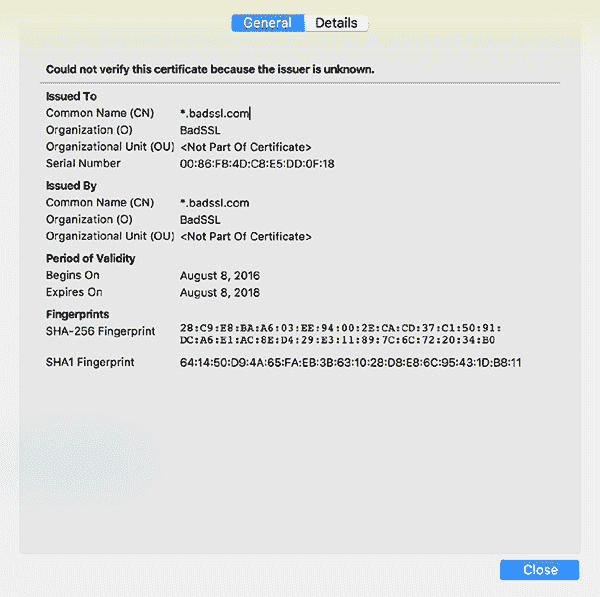 General Details
Could not verify this certificate because the issuer is unknown.
Issued To
Common Name (CN) *.badssl.com
Organization (O) BadSSL
Organizational Unit (OU) <Not Part Of Certificate>
Serial Number 00:86:FB:4D:C8:E5:DD:0F:18
Issued By
Common Name (CN) *.badssl.com
Organization (O) BadSSL
Organizational Unit (OU) <Not Part Of Certificate>
Period of Validity
Begins On August 8, 2016
Expires On August 8, 2018
Fingerprints
SHA-256 Fingerprint 28:C9:E8:BA:A6:03:EE:94:00:2E:CA:CD:37:C1:50:91:
DC:A6:E1:AC:8E:D4:29:E3:11:89:7C:6C:72:20:34:B0
SHA1 Fingerprint 64:14:50:D9:4A:65:FA:EB:3B:63:10:28:D8:E8:6C:95:43:1D:B8:11
Close